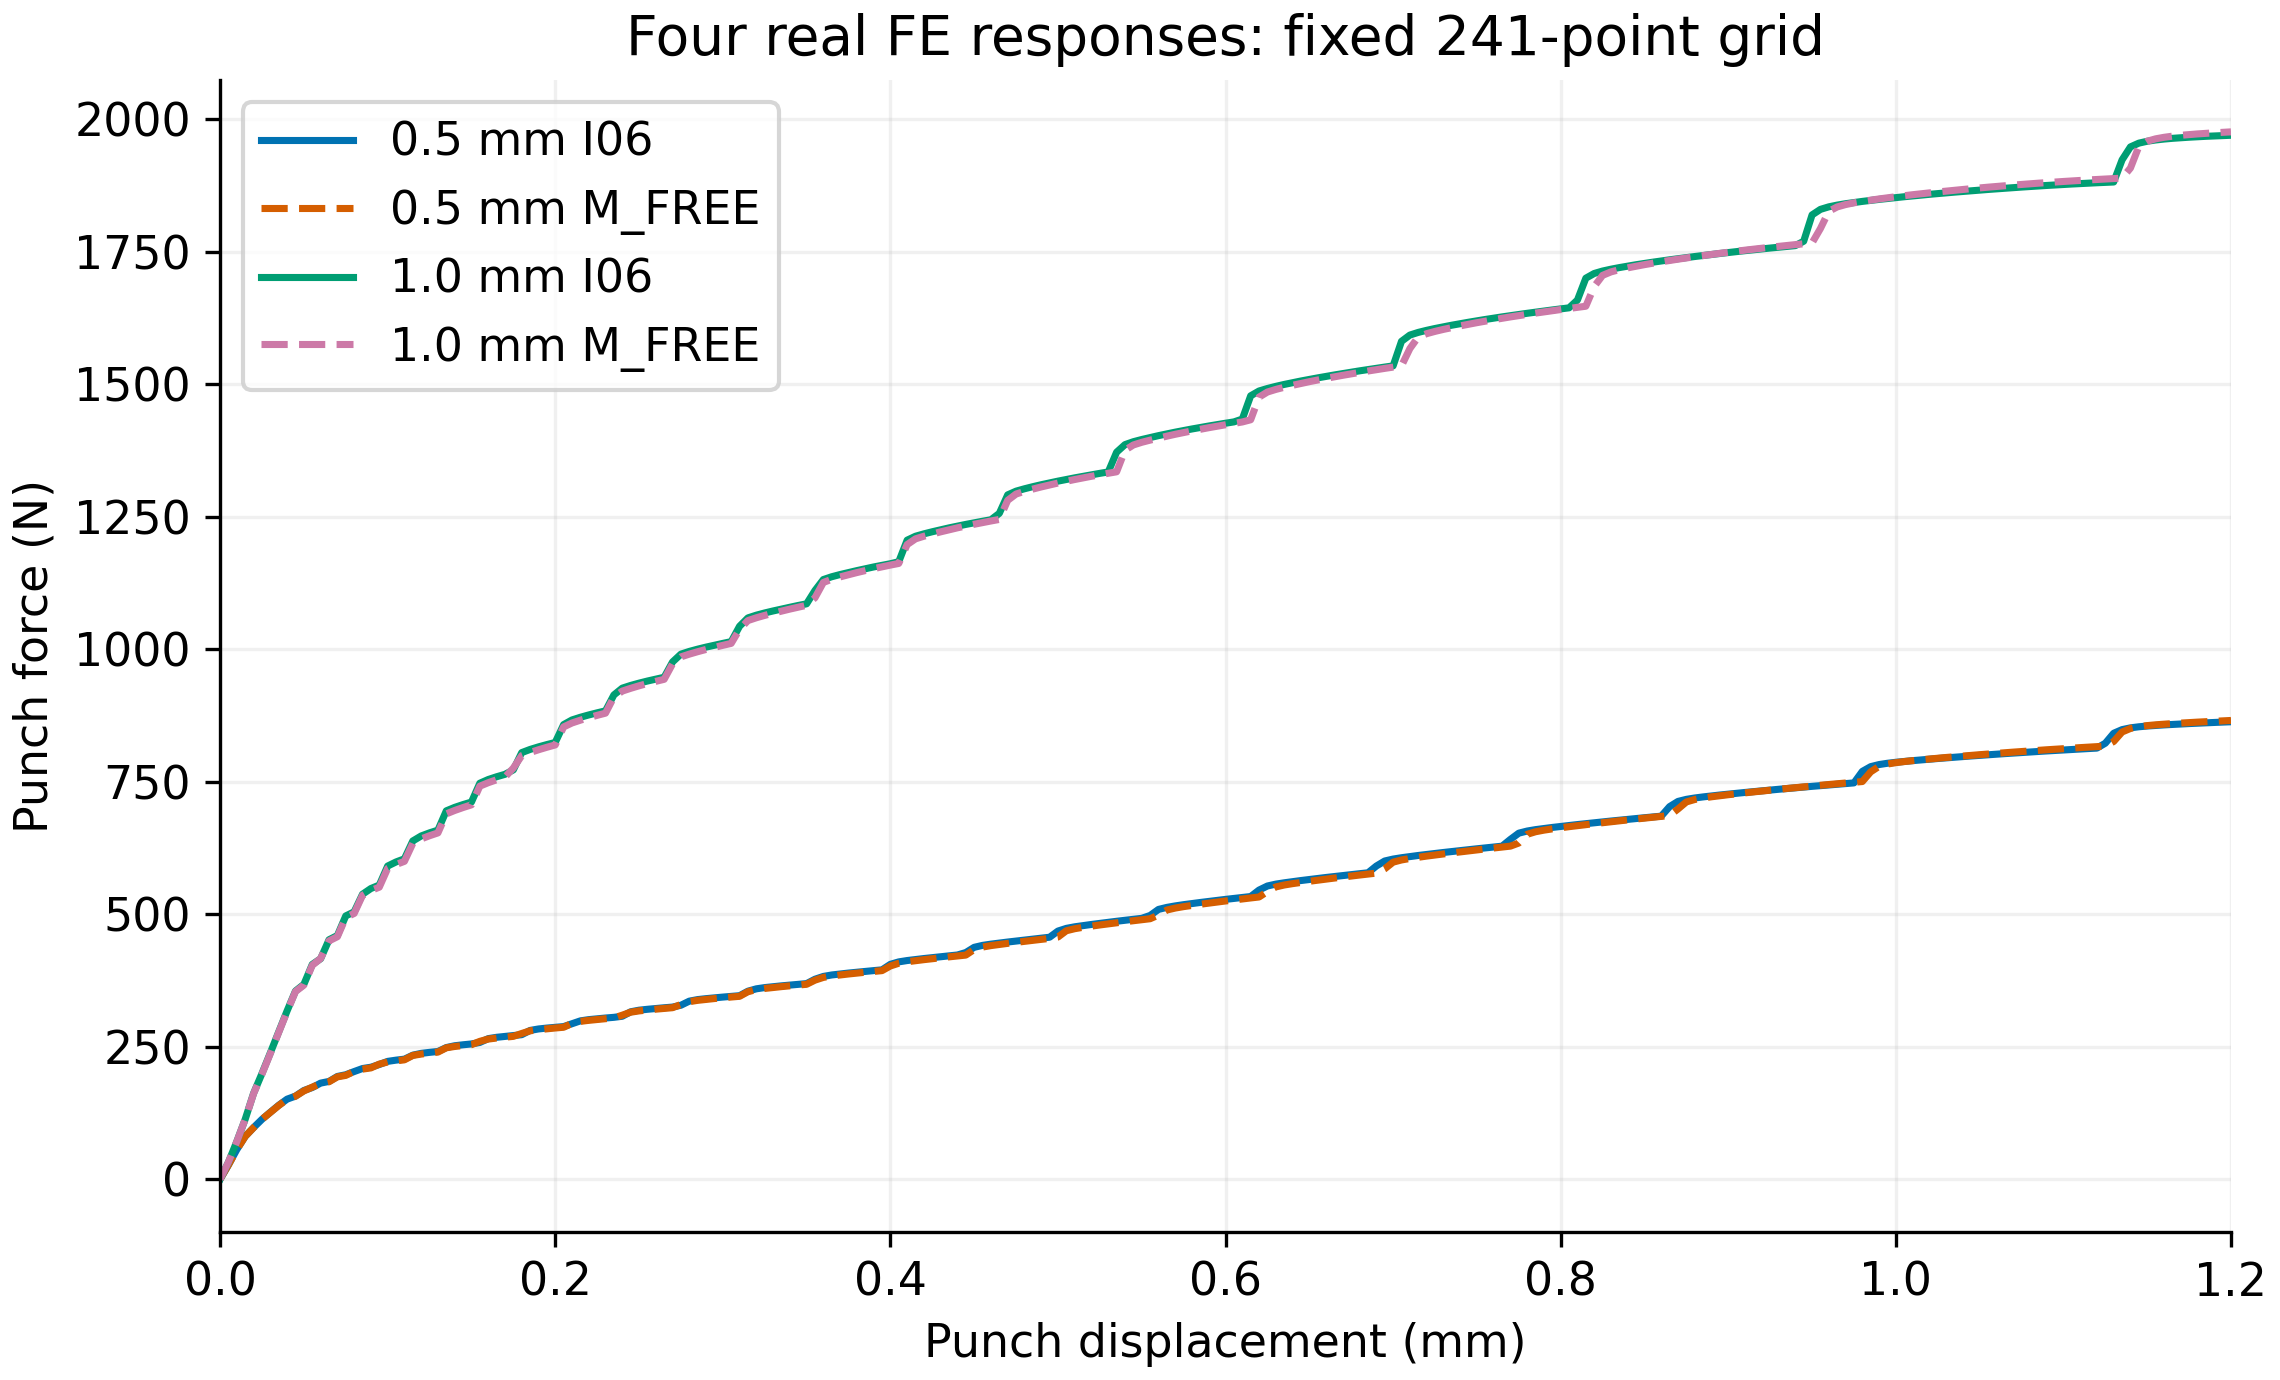 Four real FE responses: fixed 241-point grid
0.5 mm I06
0.5 mm M_FREE
1.0 mm I06
1.0 mm M_FREE
2000
1750
1500
1250
1000
750
500
250
0
Punch force (N)
0.0 0.2 0.4 0.6 0.8 1.0 1.2
Punch displacement (mm)